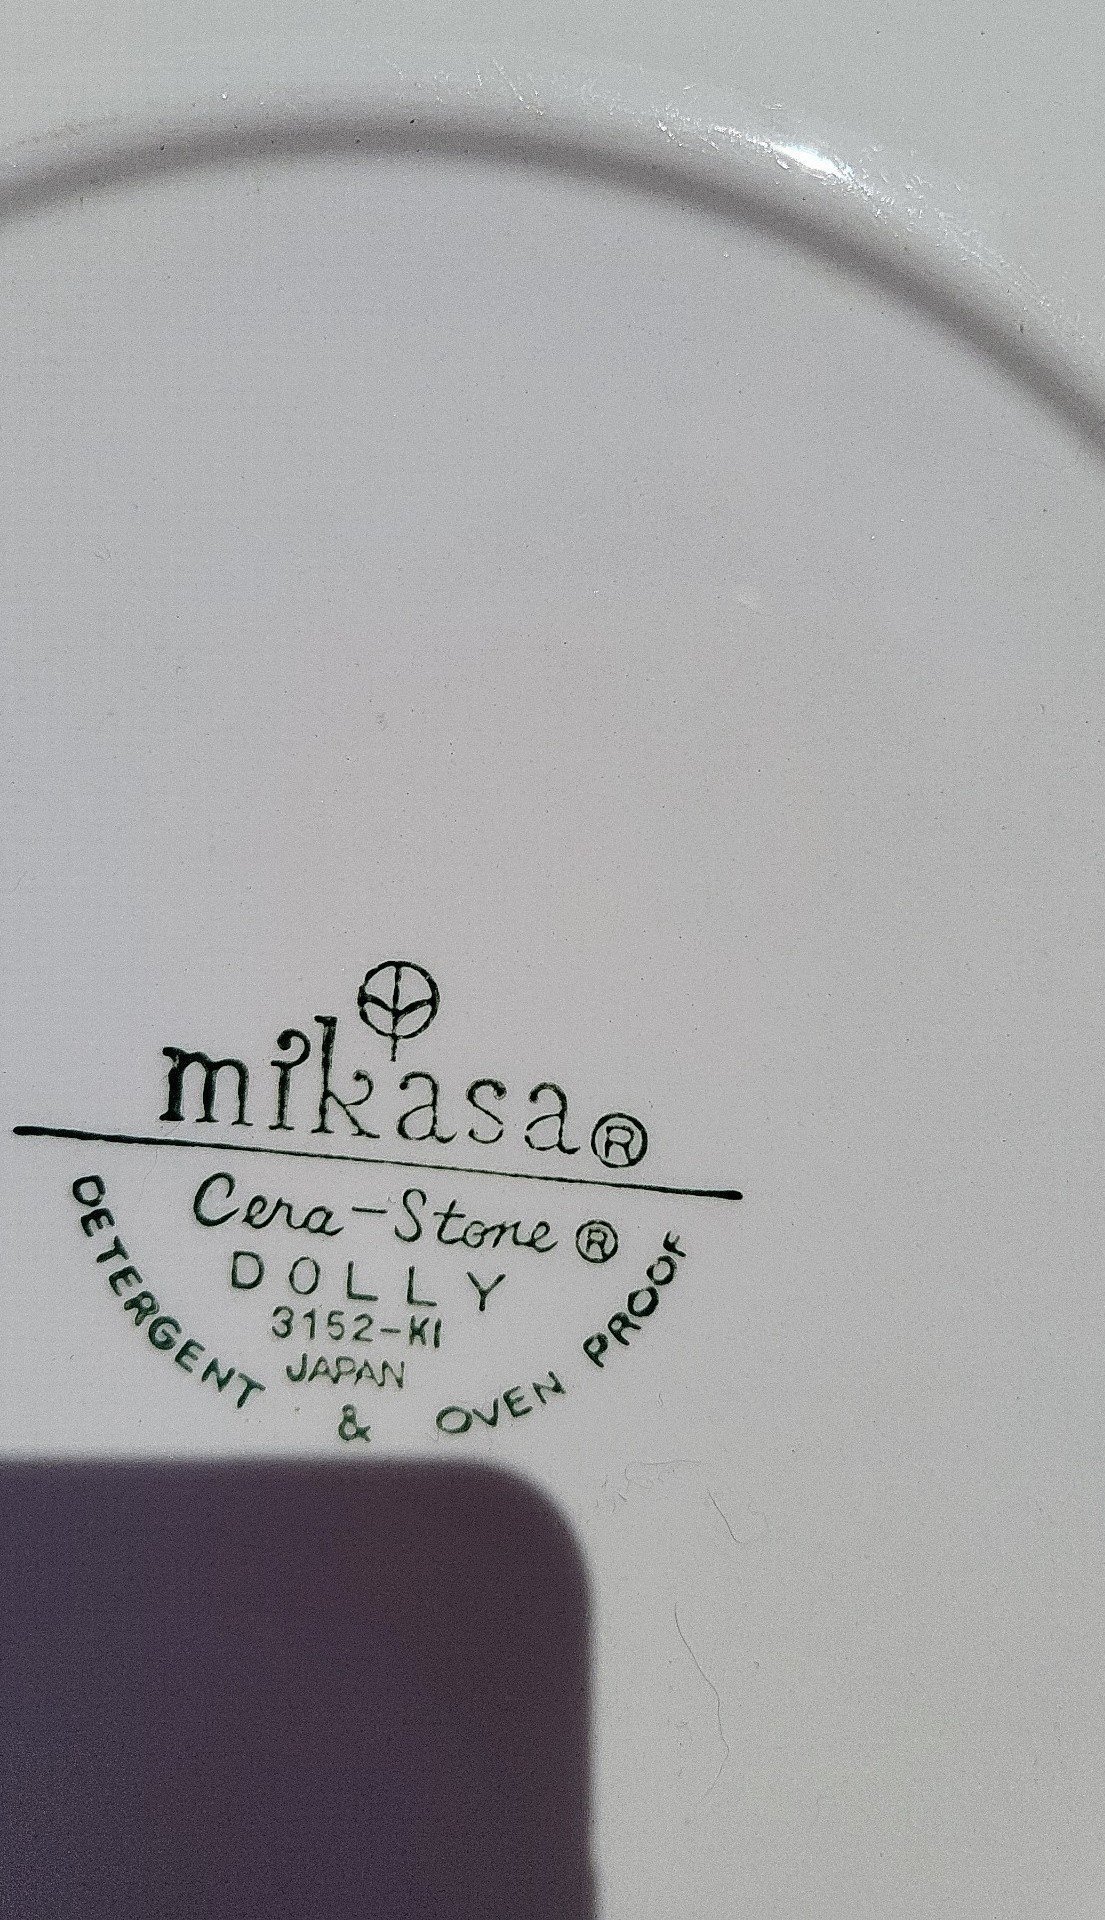 mikasa®
Cera-Stone®
DOLLY
3152-KI
JAPAN
DETERGENT & OVEN PROOF